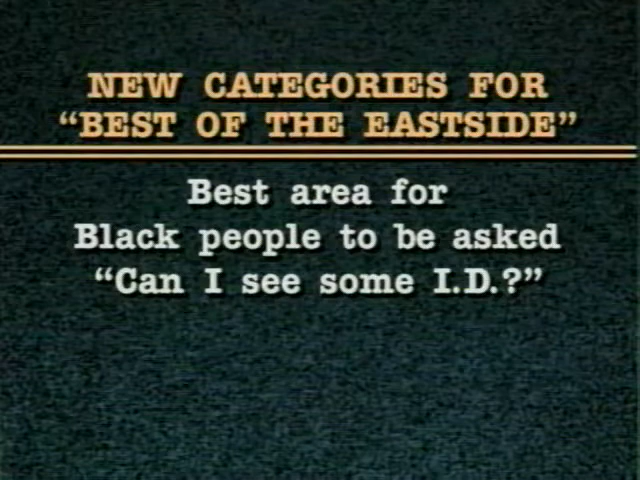 NEW CATEGORIES FOR
“BEST OF THE EASTSIDE”
Best area for
Black people to be asked
“Can I see some I.D.?”